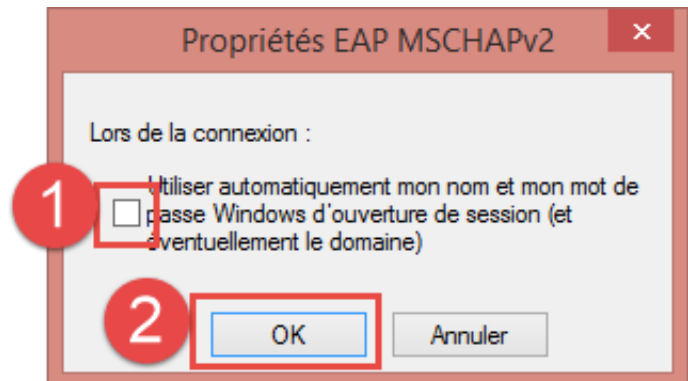 Propriétés EAP MSCHAPv2
×
Lors de la connexion :
1
Utiliser automatiquement mon nom et mon mot de
passe Windows d'ouverture de session (et
éventuellement le domaine)
2
OK
Annuler